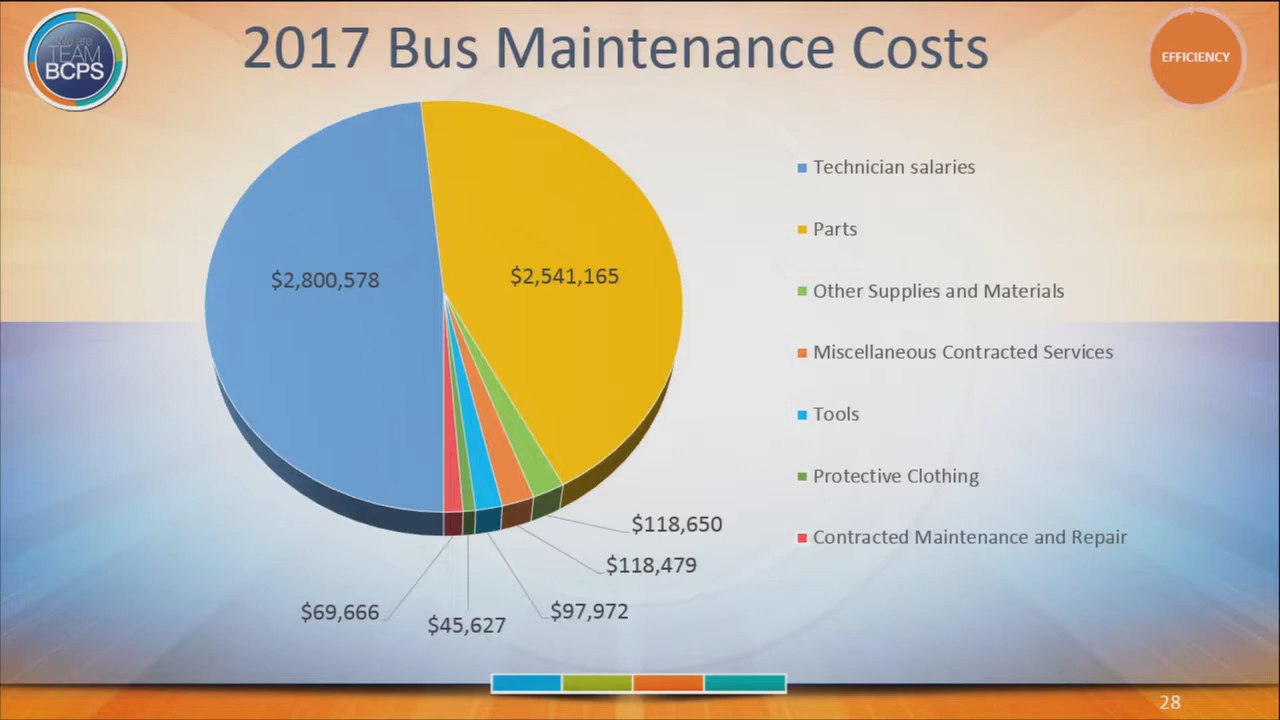 2017 Bus Maintenance Costs
We are
TEAM
BCPS
EFFICIENCY
$2,800,578
$2,541,165
$118,650
$118,479
$97,972
$45,627
$69,666
Technician salaries
Parts
Other Supplies and Materials
Miscellaneous Contracted Services
Tools
Protective Clothing
Contracted Maintenance and Repair
28